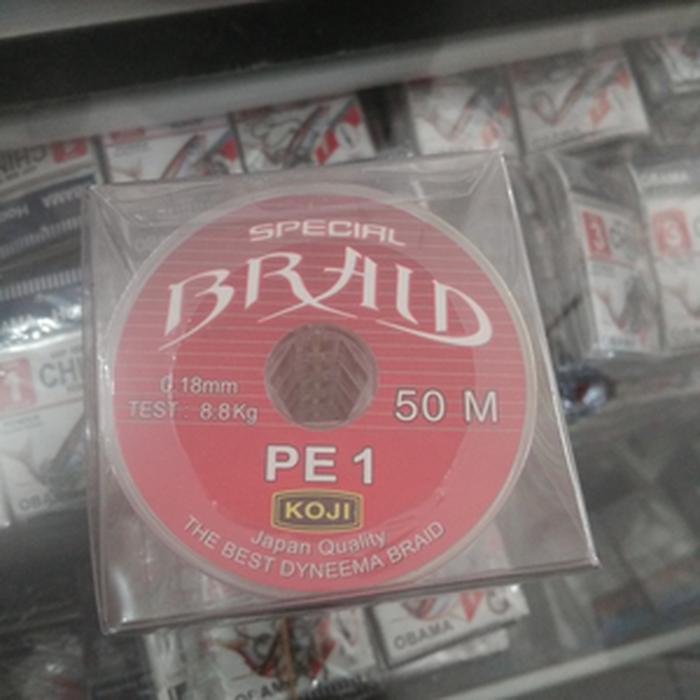 SPECIAL
BRAID
0.18mm
TEST: 8.8Kg
50 M
PE 1
KOJI
Japan Quality
THE BEST DYNEEMA BRAID
OBAMA